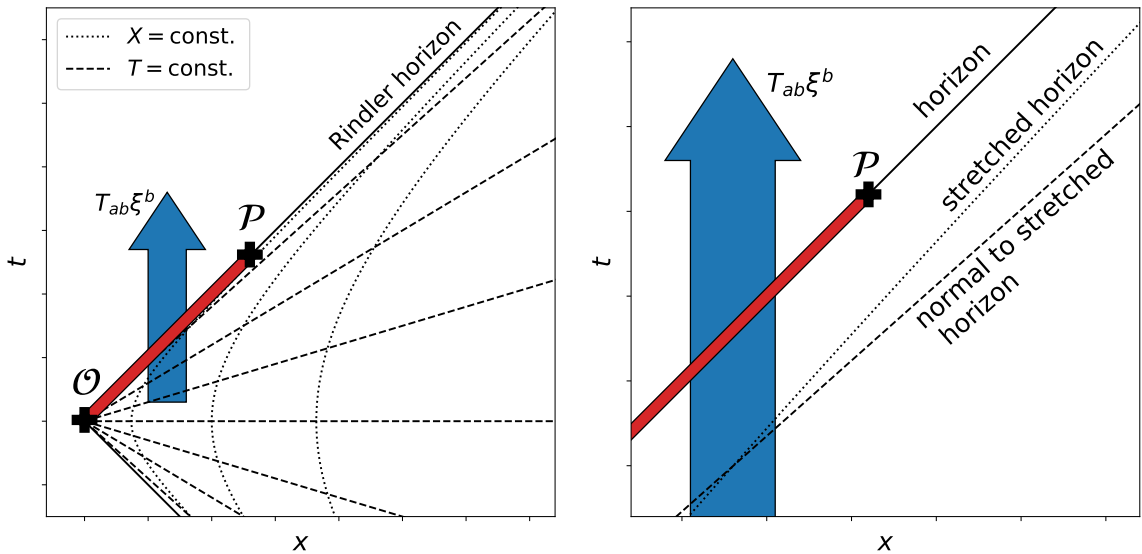 X = const.
T = const.
Rindler horizon
T_{ab}ξ^b
𝒫
𝒪
t
x
T_{ab}ξ^b
horizon
𝒫
stretched horizon
normal to stretched
horizon
t
x